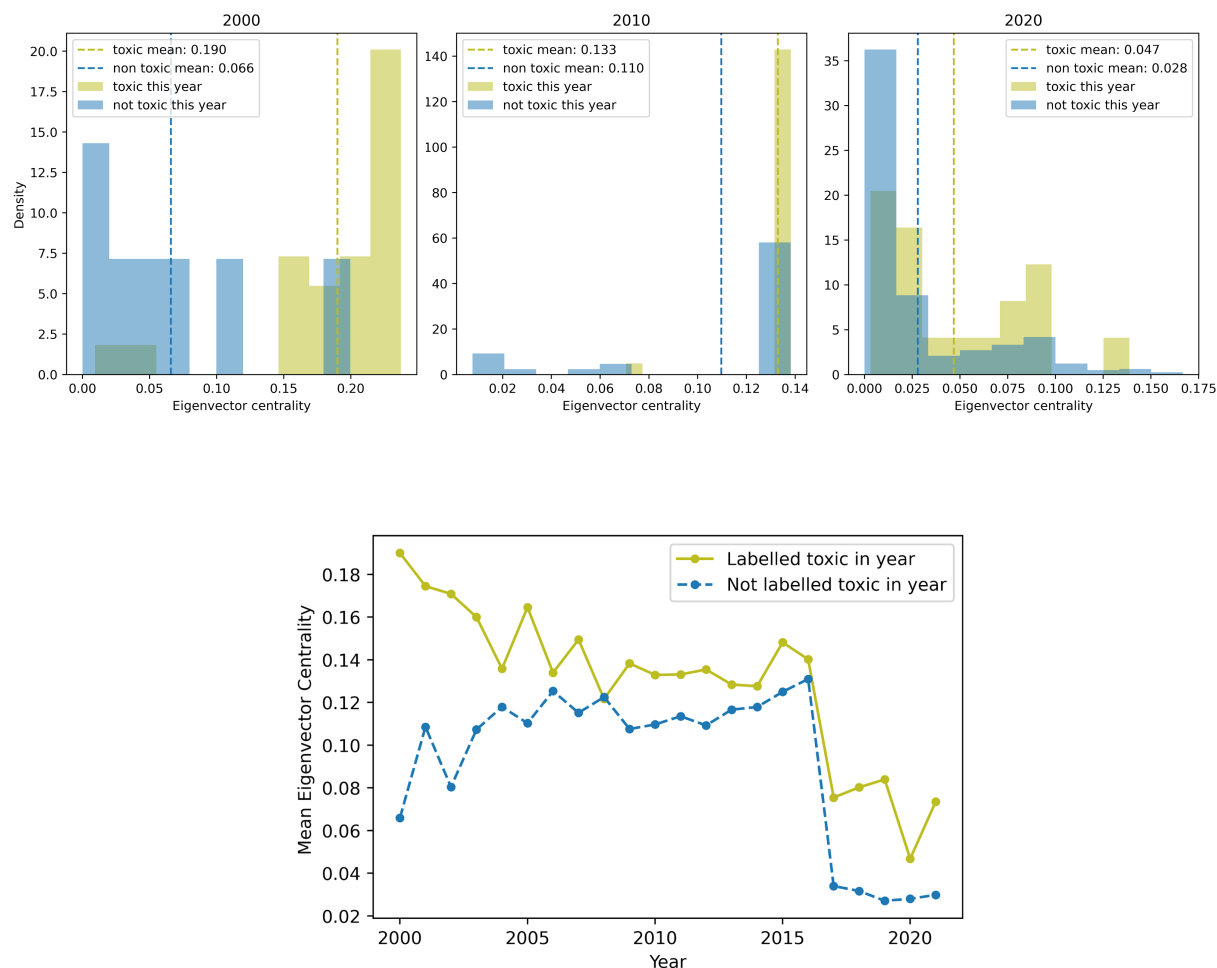 2000
toxic mean: 0.190
non toxic mean: 0.066
toxic this year
not toxic this year
Density
20.0
17.5
15.0
12.5
10.0
7.5
5.0
2.5
0.0
0.00 0.05 0.10 0.15 0.20
Eigenvector centrality
2010
toxic mean: 0.133
non toxic mean: 0.110
toxic this year
not toxic this year
140
120
100
80
60
40
20
0
0.02 0.04 0.06 0.08 0.10 0.12 0.14
Eigenvector centrality
2020
toxic mean: 0.047
non toxic mean: 0.028
toxic this year
not toxic this year
35
30
25
20
15
10
5
0
0.000 0.025 0.050 0.075 0.100 0.125 0.150 0.175
Eigenvector centrality
Labelled toxic in year
Not labelled toxic in year
Mean Eigenvector Centrality
0.18
0.16
0.14
0.12
0.10
0.08
0.06
0.04
0.02
2000 2005 2010 2015 2020
Year